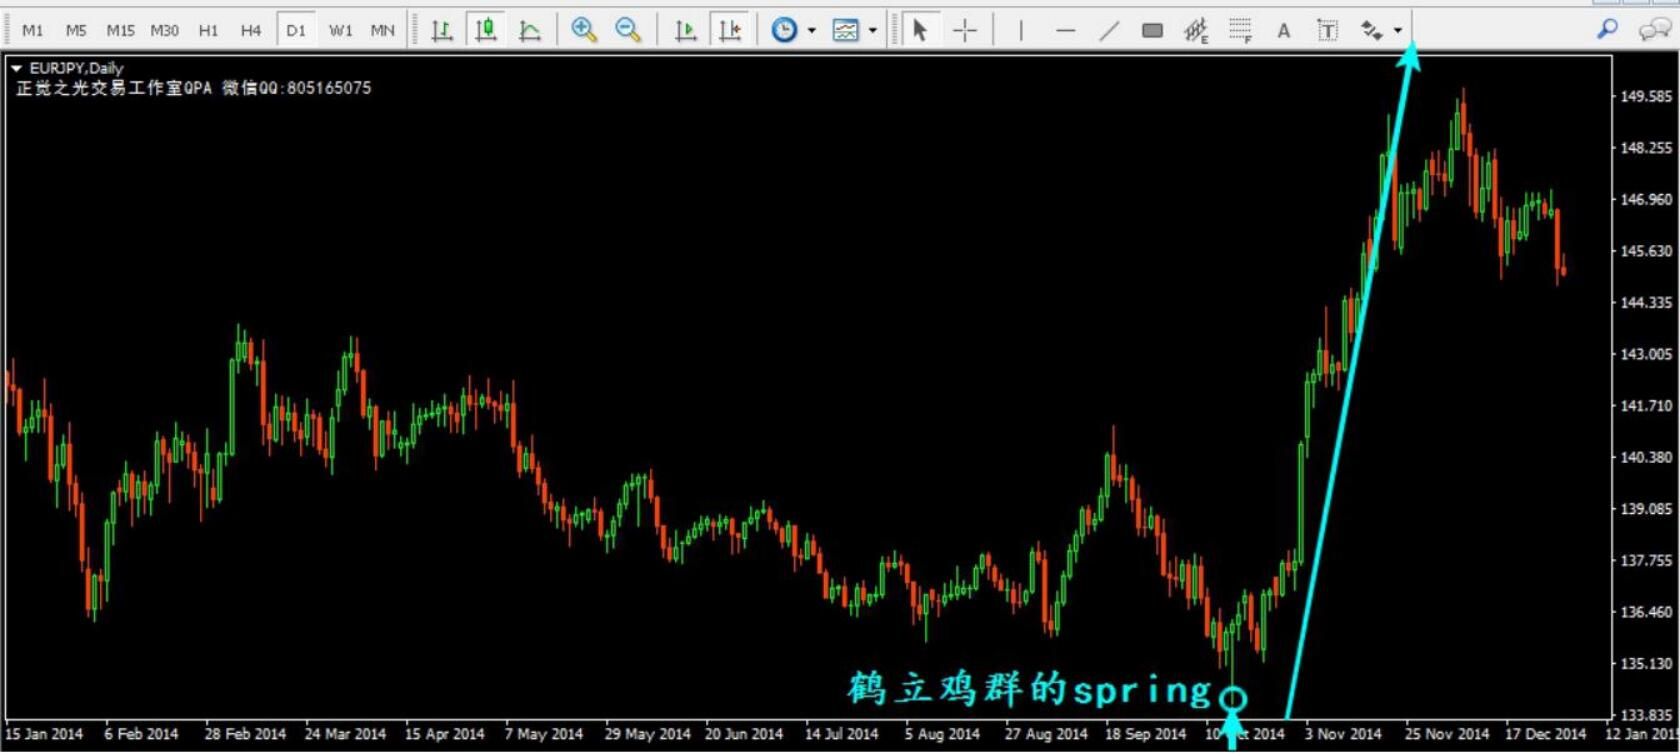 M1 M5 M15 M30 H1 H4 D1 W1 MN E F A T
EURJPY,Daily
正觉之光交易工作室QPA 微信QQ:805165075
149.585
148.255
146.960
145.630
144.335
143.005
141.710
140.380
139.085
137.755
136.460
135.130
133.835
鹤立鸡群的spring
15 Jan 2014 6 Feb 2014 28 Feb 2014 24 Mar 2014 15 Apr 2014 7 May 2014 29 May 2014 20 Jun 2014 14 Jul 2014 5 Aug 2014 27 Aug 2014 18 Sep 2014 10 Oct 2014 3 Nov 2014 25 Nov 2014 17 Dec 2014 12 Jan